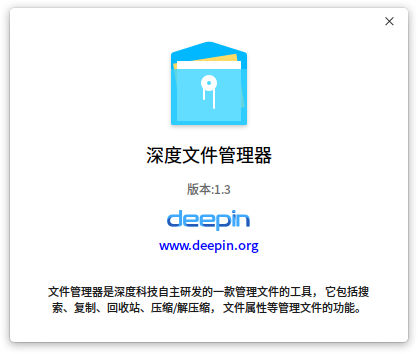 深度文件管理器
版本:1.3
deepin
www.deepin.org
文件管理器是深度科技自主研发的一款管理文件的工具， 它包括搜
索、复制、回收站、压缩/解压缩， 文件属性等管理文件的功能。